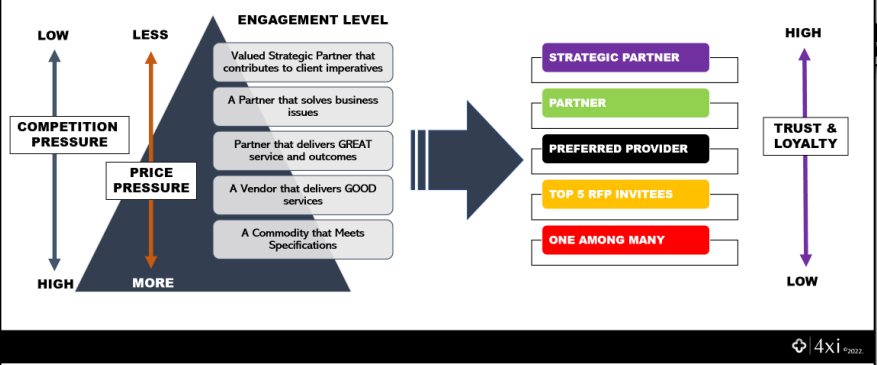 ENGAGEMENT LEVEL
LOW
LESS
HIGH
Valued Strategic Partner that
contributes to client imperatives
STRATEGIC PARTNER
A Partner that solves business
issues
PARTNER
COMPETITION
PRESSURE
TRUST &
LOYALTY
Partner that delivers GREAT
service and outcomes
PREFERRED PROVIDER
PRICE
PRESSURE
A Vendor that delivers GOOD
services
TOP 5 RFP INVITEES
A Commodity that Meets
Specifications
ONE AMONG MANY
HIGH
MORE
LOW
4xi ©2022.